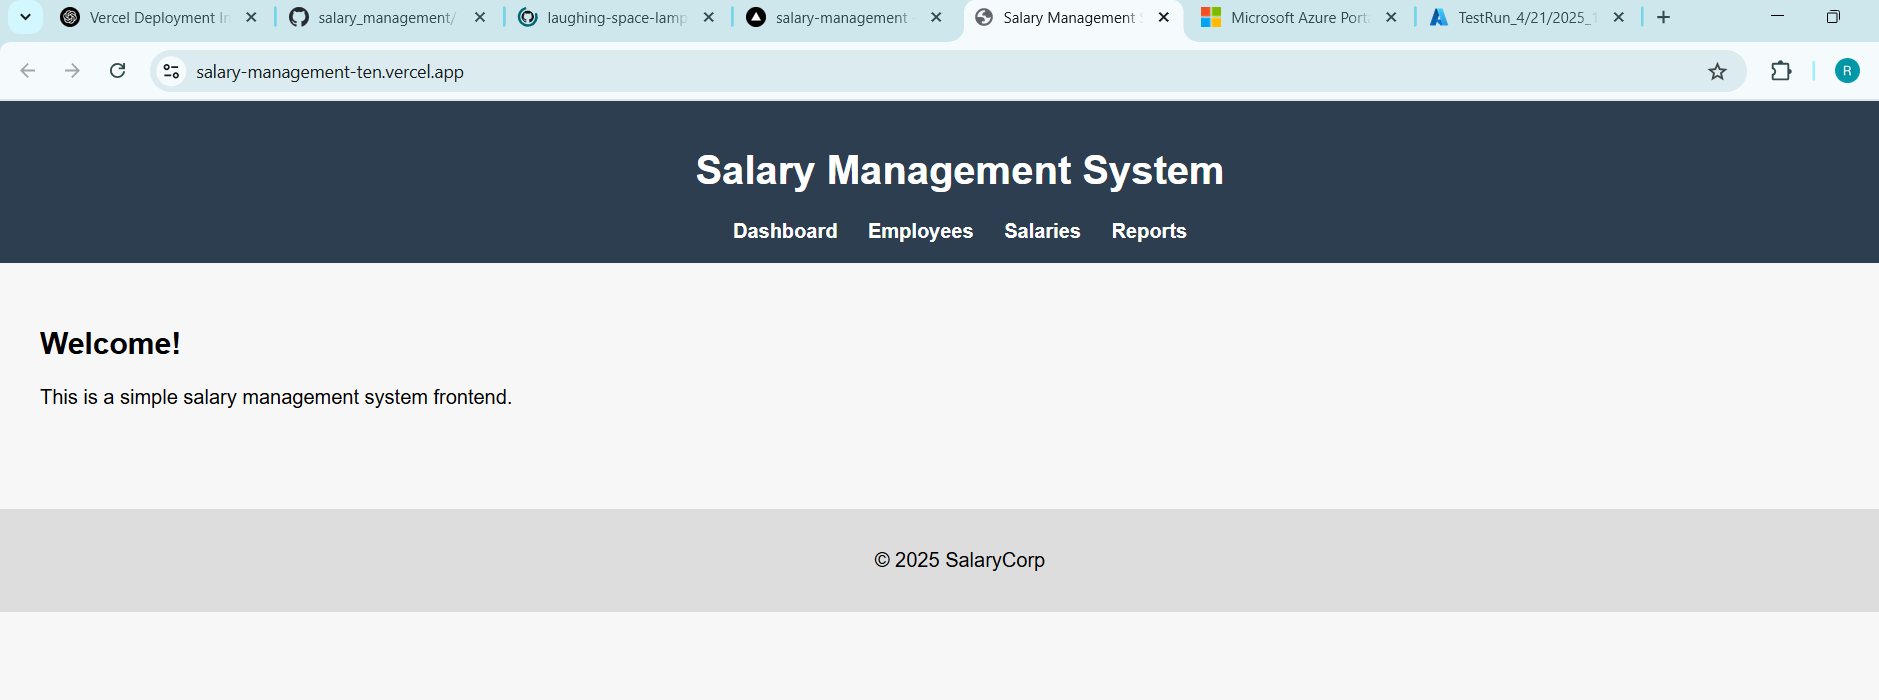 Vercel Deployment In
salary_management/
laughing-space-lamp
salary-management -
Salary Management S
Microsoft Azure Port
TestRun_4/21/2025_1
salary-management-ten.vercel.app
R
Salary Management System
Dashboard Employees Salaries Reports
Welcome!
This is a simple salary management system frontend.
© 2025 SalaryCorp